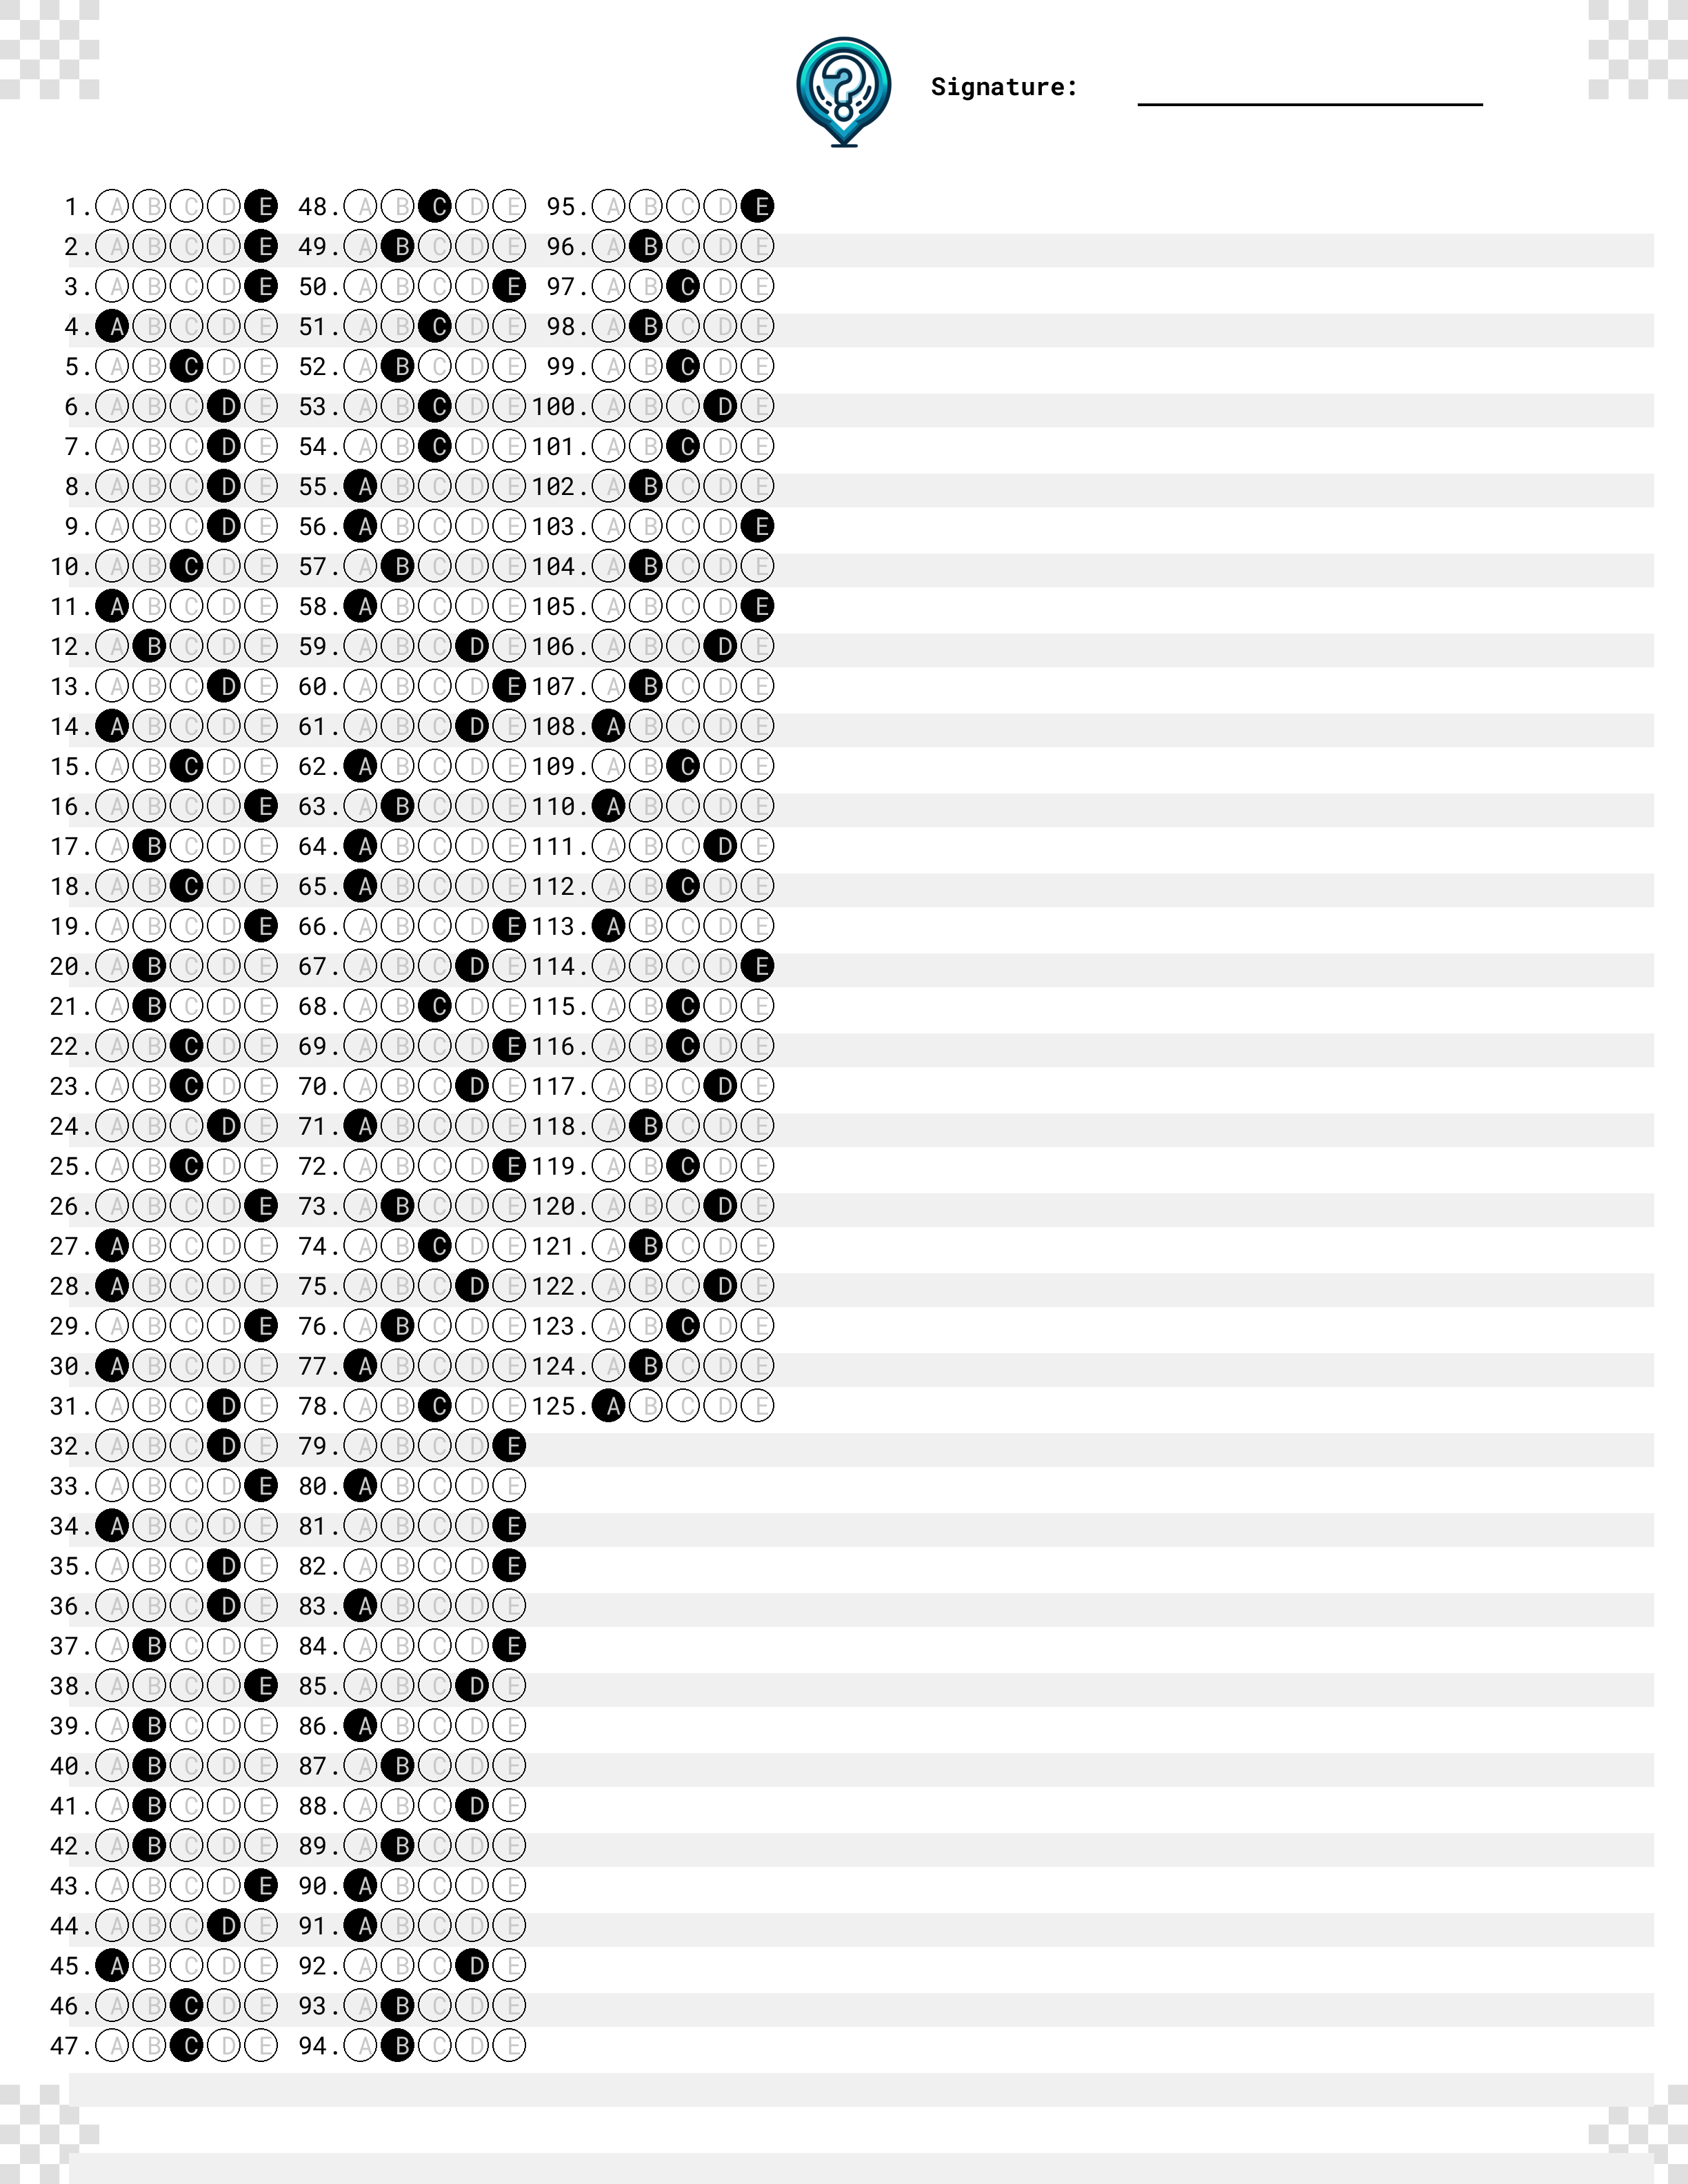 ?
Signature:
1. A B C D E 48. A B C D E 95. A B C D E
2. A B C D E 49. A B C D E 96. A B C D E
3. A B C D E 50. A B C D E 97. A B C D E
4. A B C D E 51. A B C D E 98. A B C D E
5. A B C D E 52. A B C D E 99. A B C D E
6. A B C D E 53. A B C D E 100. A B C D E
7. A B C D E 54. A B C D E 101. A B C D E
8. A B C D E 55. A B C D E 102. A B C D E
9. A B C D E 56. A B C D E 103. A B C D E
10. A B C D E 57. A B C D E 104. A B C D E
11. A B C D E 58. A B C D E 105. A B C D E
12. A B C D E 59. A B C D E 106. A B C D E
13. A B C D E 60. A B C D E 107. A B C D E
14. A B C D E 61. A B C D E 108. A B C D E
15. A B C D E 62. A B C D E 109. A B C D E
16. A B C D E 63. A B C D E 110. A B C D E
17. A B C D E 64. A B C D E 111. A B C D E
18. A B C D E 65. A B C D E 112. A B C D E
19. A B C D E 66. A B C D E 113. A B C D E
20. A B C D E 67. A B C D E 114. A B C D E
21. A B C D E 68. A B C D E 115. A B C D E
22. A B C D E 69. A B C D E 116. A B C D E
23. A B C D E 70. A B C D E 117. A B C D E
24. A B C D E 71. A B C D E 118. A B C D E
25. A B C D E 72. A B C D E 119. A B C D E
26. A B C D E 73. A B C D E 120. A B C D E
27. A B C D E 74. A B C D E 121. A B C D E
28. A B C D E 75. A B C D E 122. A B C D E
29. A B C D E 76. A B C D E 123. A B C D E
30. A B C D E 77. A B C D E 124. A B C D E
31. A B C D E 78. A B C D E 125. A B C D E
32. A B C D E 79. A B C D E
33. A B C D E 80. A B C D E
34. A B C D E 81. A B C D E
35. A B C D E 82. A B C D E
36. A B C D E 83. A B C D E
37. A B C D E 84. A B C D E
38. A B C D E 85. A B C D E
39. A B C D E 86. A B C D E
40. A B C D E 87. A B C D E
41. A B C D E 88. A B C D E
42. A B C D E 89. A B C D E
43. A B C D E 90. A B C D E
44. A B C D E 91. A B C D E
45. A B C D E 92. A B C D E
46. A B C D E 93. A B C D E
47. A B C D E 94. A B C D E